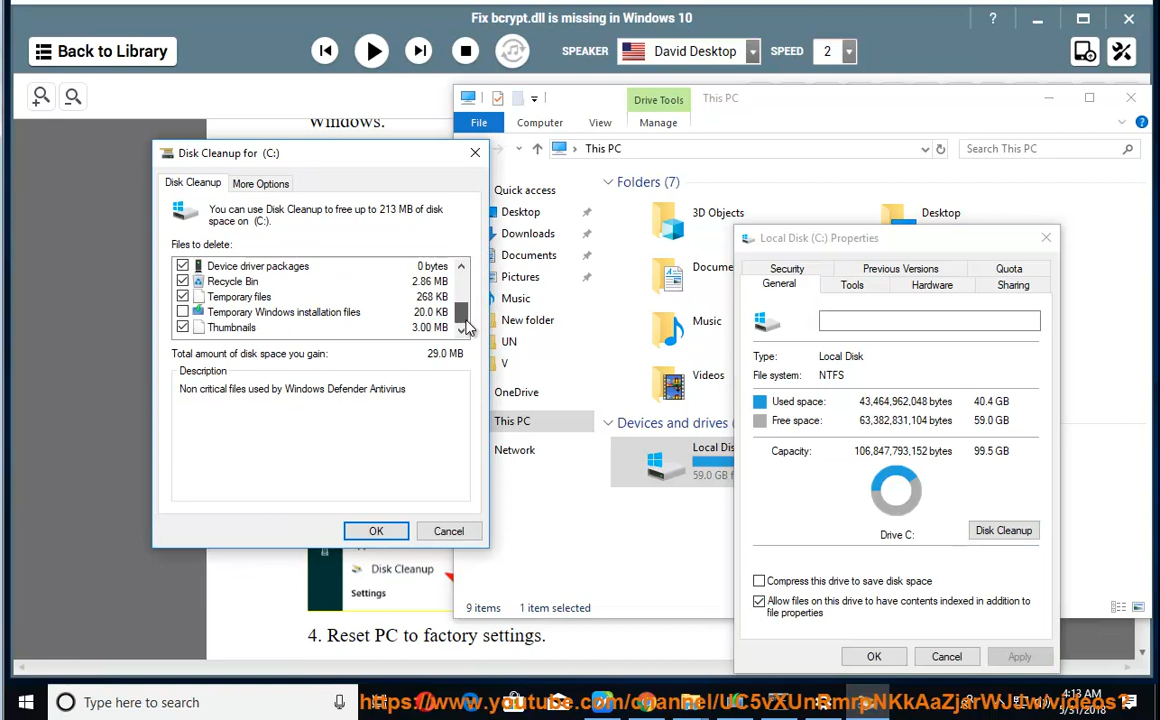 Fix bcrypt.dll is missing in Windows 10
Back to Library
SPEAKER
David Desktop
SPEED
2
Windows.
Disk Cleanup for (C:)
Disk Cleanup
More Options
You can use Disk Cleanup to free up to 213 MB of disk
space on (C:).
Files to delete:
Device driver packages 0 bytes
Recycle Bin 2.86 MB
Temporary files 268 KB
Temporary Windows installation files 20.0 KB
Thumbnails 3.00 MB
Total amount of disk space you gain: 29.0 MB
Description
Non critical files used by Windows Defender Antivirus
OK
Cancel
Disk Cleanup
Settings
4. Reset PC to factory settings.
Drive Tools
This PC
File
Computer
View
Manage
This PC
Search This PC
Quick access
Desktop
Downloads
Documents
Pictures
Music
New folder
UN
V
OneDrive
This PC
Network
Folders (7)
3D Objects
Desktop
Docume
Music
Videos
Devices and drives (
Local Dis
59.0 GB f
9 items
1 item selected
Local Disk (C:) Properties
Security
Previous Versions
Quota
General
Tools
Hardware
Sharing
Type: Local Disk
File system: NTFS
Used space: 43,464,962,048 bytes 40.4 GB
Free space: 63,382,831,104 bytes 59.0 GB
Capacity: 106,847,793,152 bytes 99.5 GB
Drive C:
Disk Cleanup
Compress this drive to save disk space
Allow files on this drive to have contents indexed in addition to
file properties
OK
Cancel
Apply
Type here to search
4:13 AM